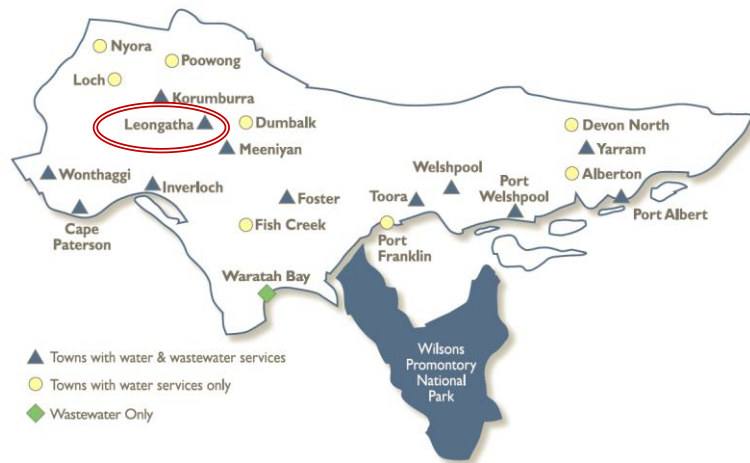 Nyora
Poowong
Loch
Korumburra
Leongatha
Dumbalk
Devon North
Meeniyan
Yarram
Wonthaggi
Inverloch
Welshpool
Alberton
Foster
Toora
Port
Welshpool
Port Albert
Cape
Paterson
Fish Creek
Port
Franklin
Waratah Bay
Towns with water & wastewater services
Towns with water services only
Wastewater Only
Wilsons
Promontory
National
Park